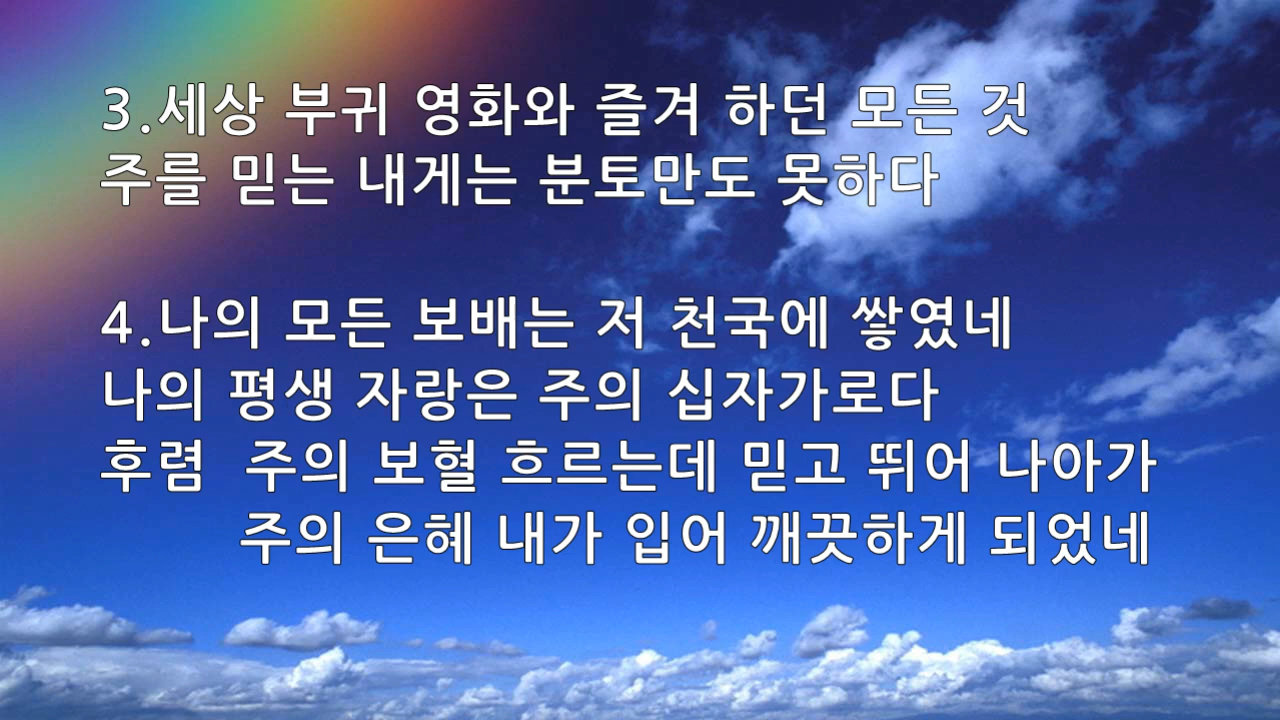 3.세상 부귀 영화와 즐겨 하던 모든 것
주를 믿는 내게는 분토만도 못하다
4.나의 모든 보배는 저 천국에 쌓였네
나의 평생 자랑은 주의 십자가로다
후렴 주의 보혈 흐르는데 믿고 뛰어 나아가
주의 은혜 내가 입어 깨끗하게 되었네